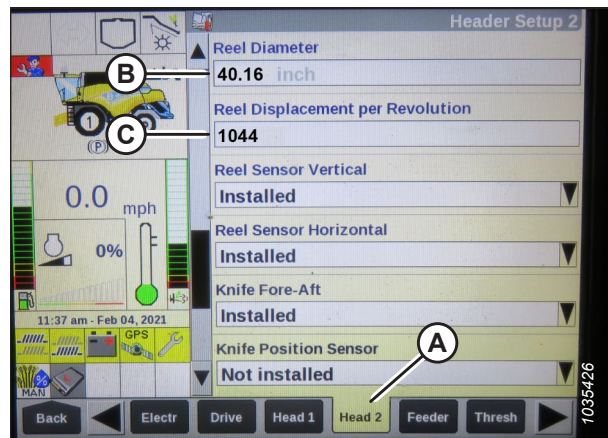 Header Setup 2
Reel Diameter
B
40.16 inch
Reel Displacement per Revolution
C
1044
1
(P)
Reel Sensor Vertical
Installed
0.0 mph
Reel Sensor Horizontal
0%
Installed
Knife Fore-Aft
Installed
11:37 am - Feb 04, 2021
GPS
A
Knife Position Sensor
Not installed
MAN
%
Back
Electr
Drive
Head 1
Head 2
Feeder
Thresh
1035426